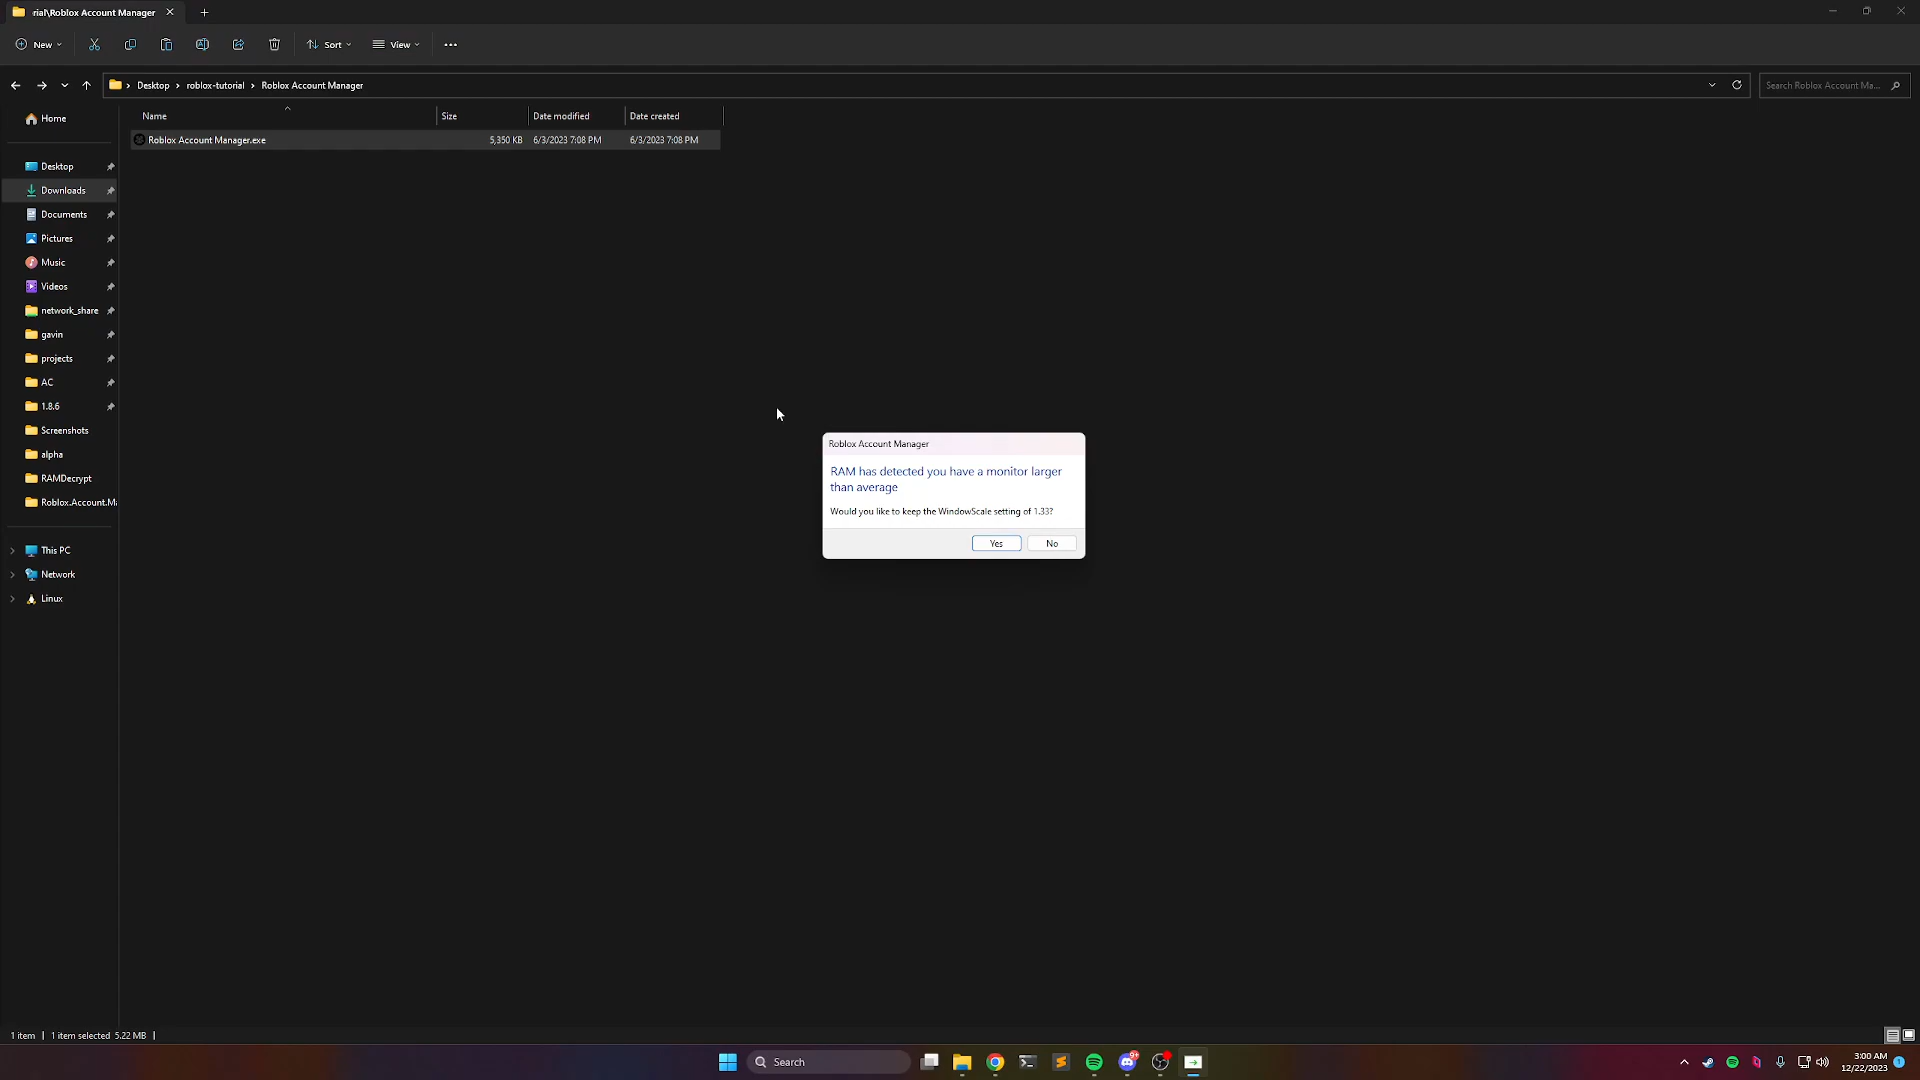 rial\Roblox Account Manager
New
Sort
View
Desktop > roblox-tutorial > Roblox Account Manager
Search Roblox Account Ma...
Name
Size
Date modified
Date created
Roblox Account Manager.exe
5,350 KB
6/3/2023 7:08 PM
6/3/2023 7:08 PM
Home
Desktop
Downloads
Documents
Pictures
Music
Videos
network_share
gavin
projects
AC
1.8.6
Screenshots
alpha
RAMDecrypt
Roblox.Account.Ma
This PC
Network
Linux
Roblox Account Manager
RAM has detected you have a monitor larger
than average
Would you like to keep the WindowScale setting of 1.33?
Yes
No
1 item
1 item selected 5.22 MB
Search
3:00 AM
12/22/2023